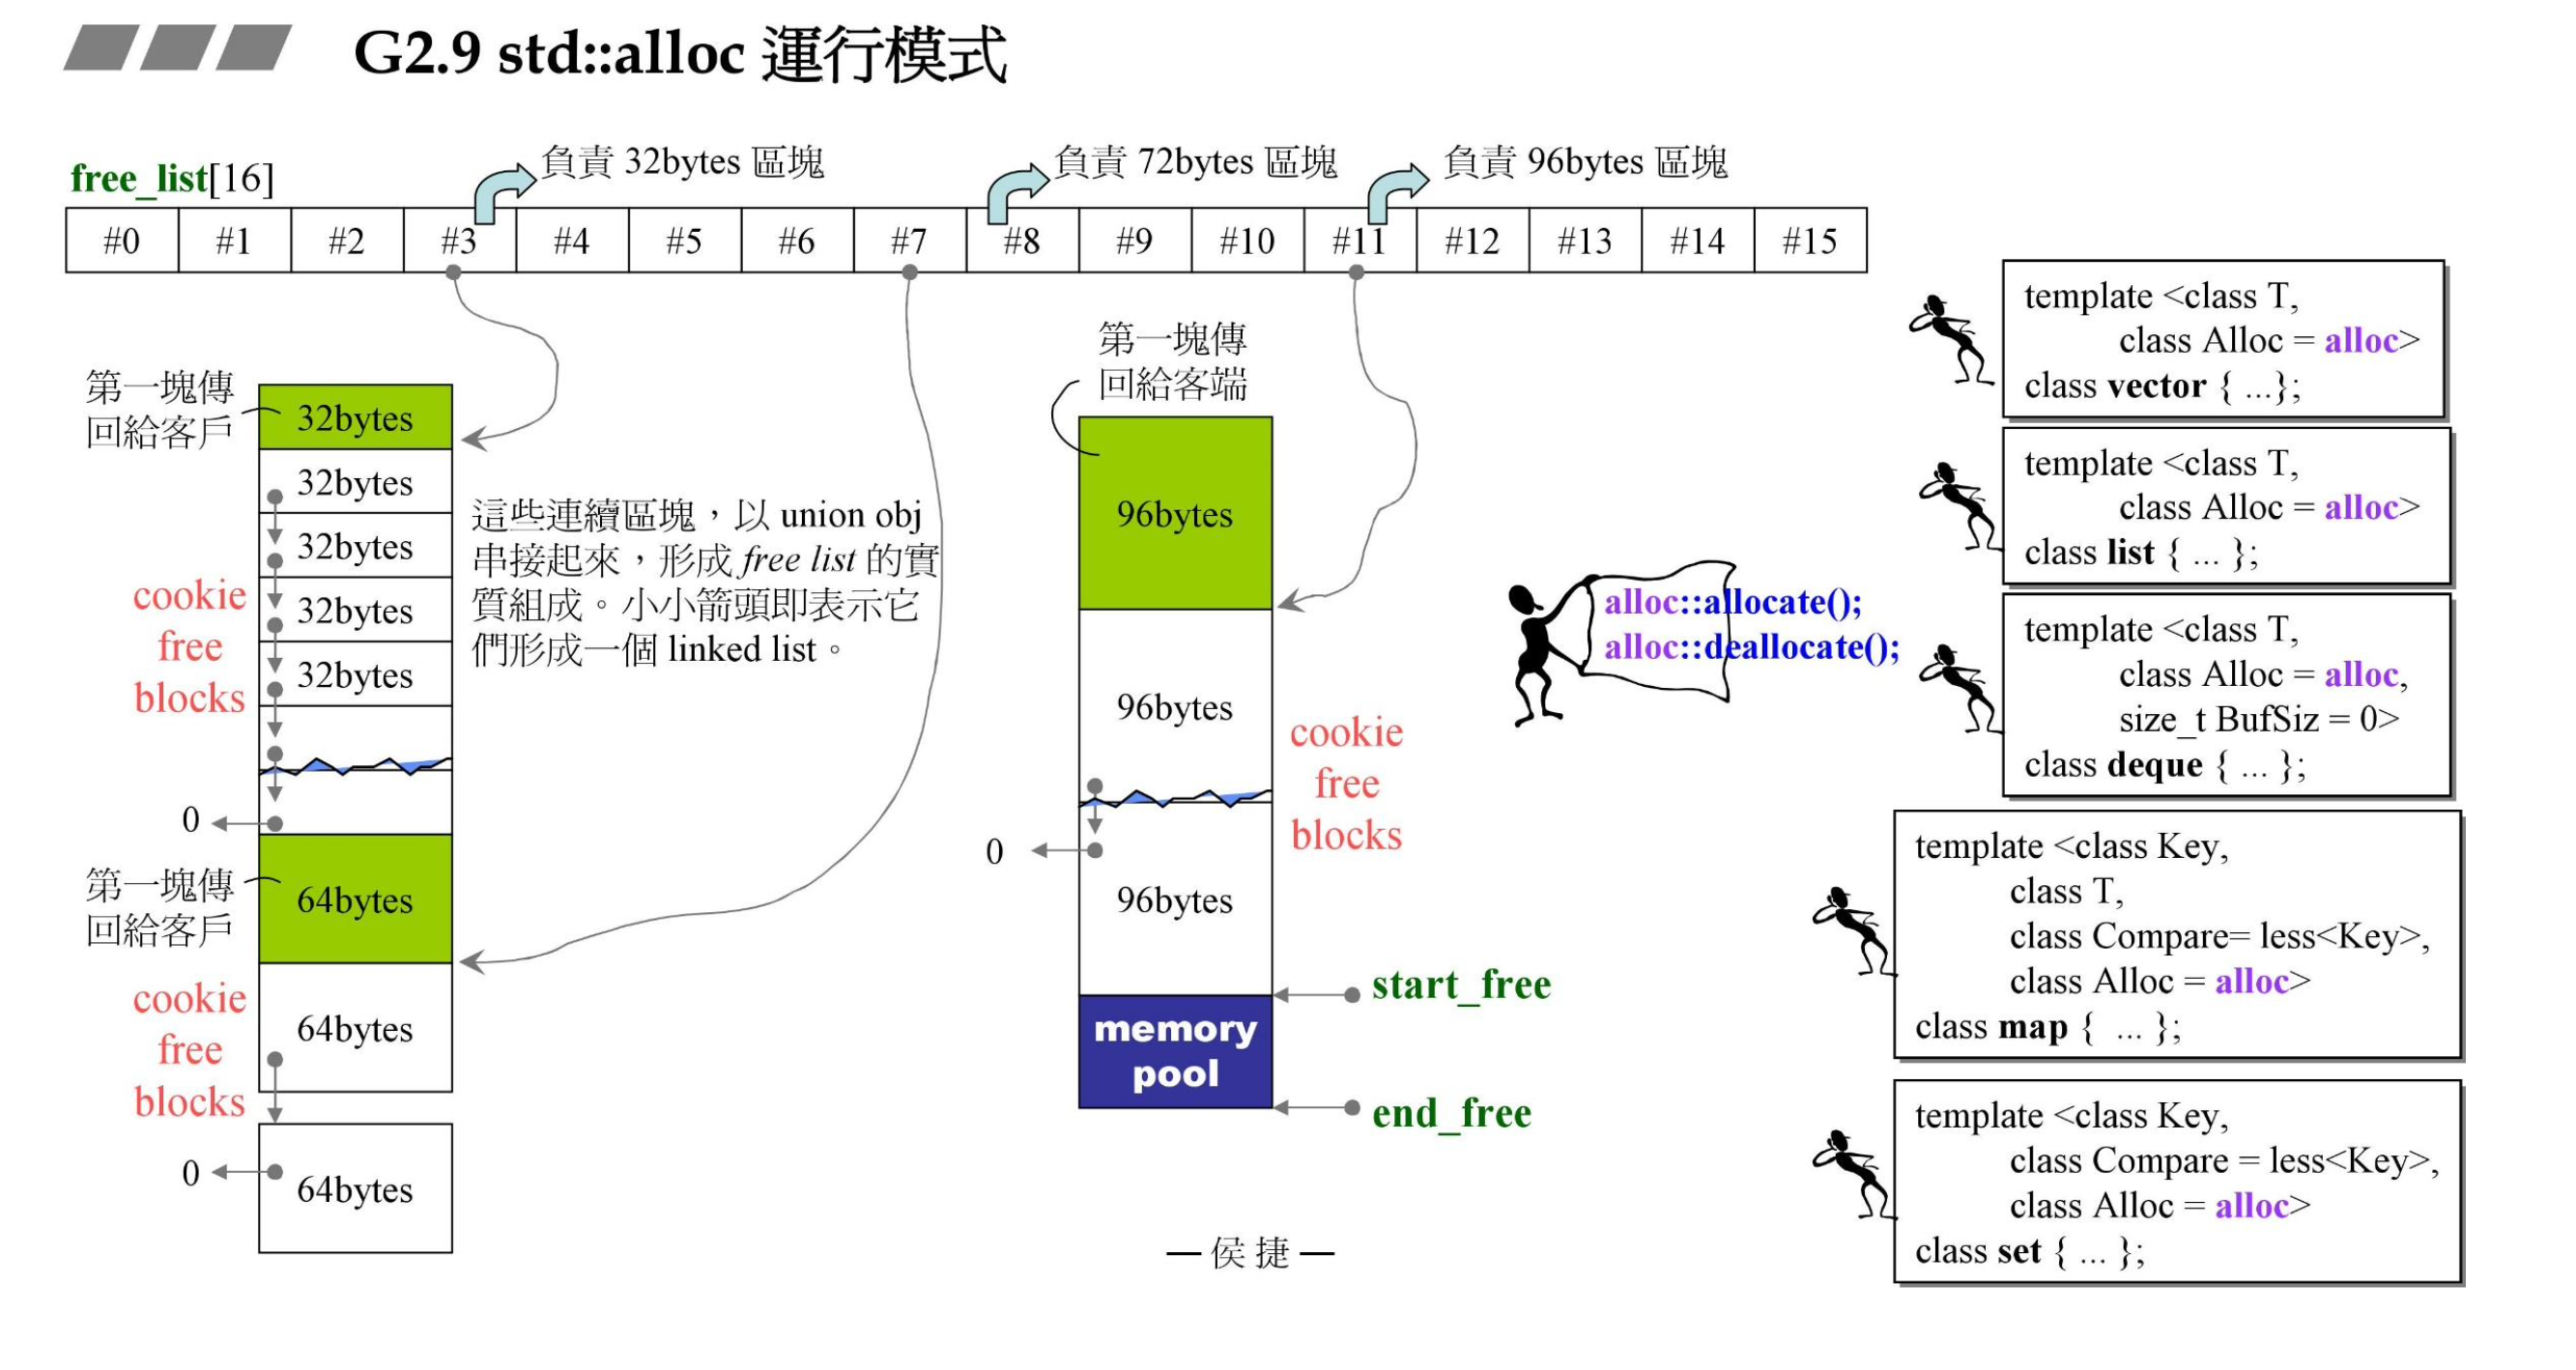 G2.9 std::alloc 運行模式
free_list[16]
負責 32bytes 區塊
負責 72bytes 區塊
負責 96bytes 區塊
#0 #1 #2 #3 #4 #5 #6 #7 #8 #9 #10 #11 #12 #13 #14 #15
第一塊傳
回給客戶
32bytes
32bytes
32bytes
32bytes
32bytes
cookie
free
blocks
0
這些連續區塊，以 union obj
串接起來，形成 free list 的實
質組成。小小箭頭即表示它
們形成一個 linked list。
第一塊傳
回給客戶
64bytes
64bytes
cookie
free
blocks
0
64bytes
第一塊傳
回給客端
96bytes
96bytes
cookie
free
blocks
0
96bytes
start_free
memory
pool
end_free
alloc::allocate();
alloc::deallocate();
template <class T,
class Alloc = alloc>
class vector { ...};
template <class T,
class Alloc = alloc>
class list { ... };
template <class T,
class Alloc = alloc,
size_t BufSiz = 0>
class deque { ... };
template <class Key,
class T,
class Compare= less<Key>,
class Alloc = alloc>
class map { ... };
template <class Key,
class Compare = less<Key>,
class Alloc = alloc>
class set { ... };
— 侯 捷 —